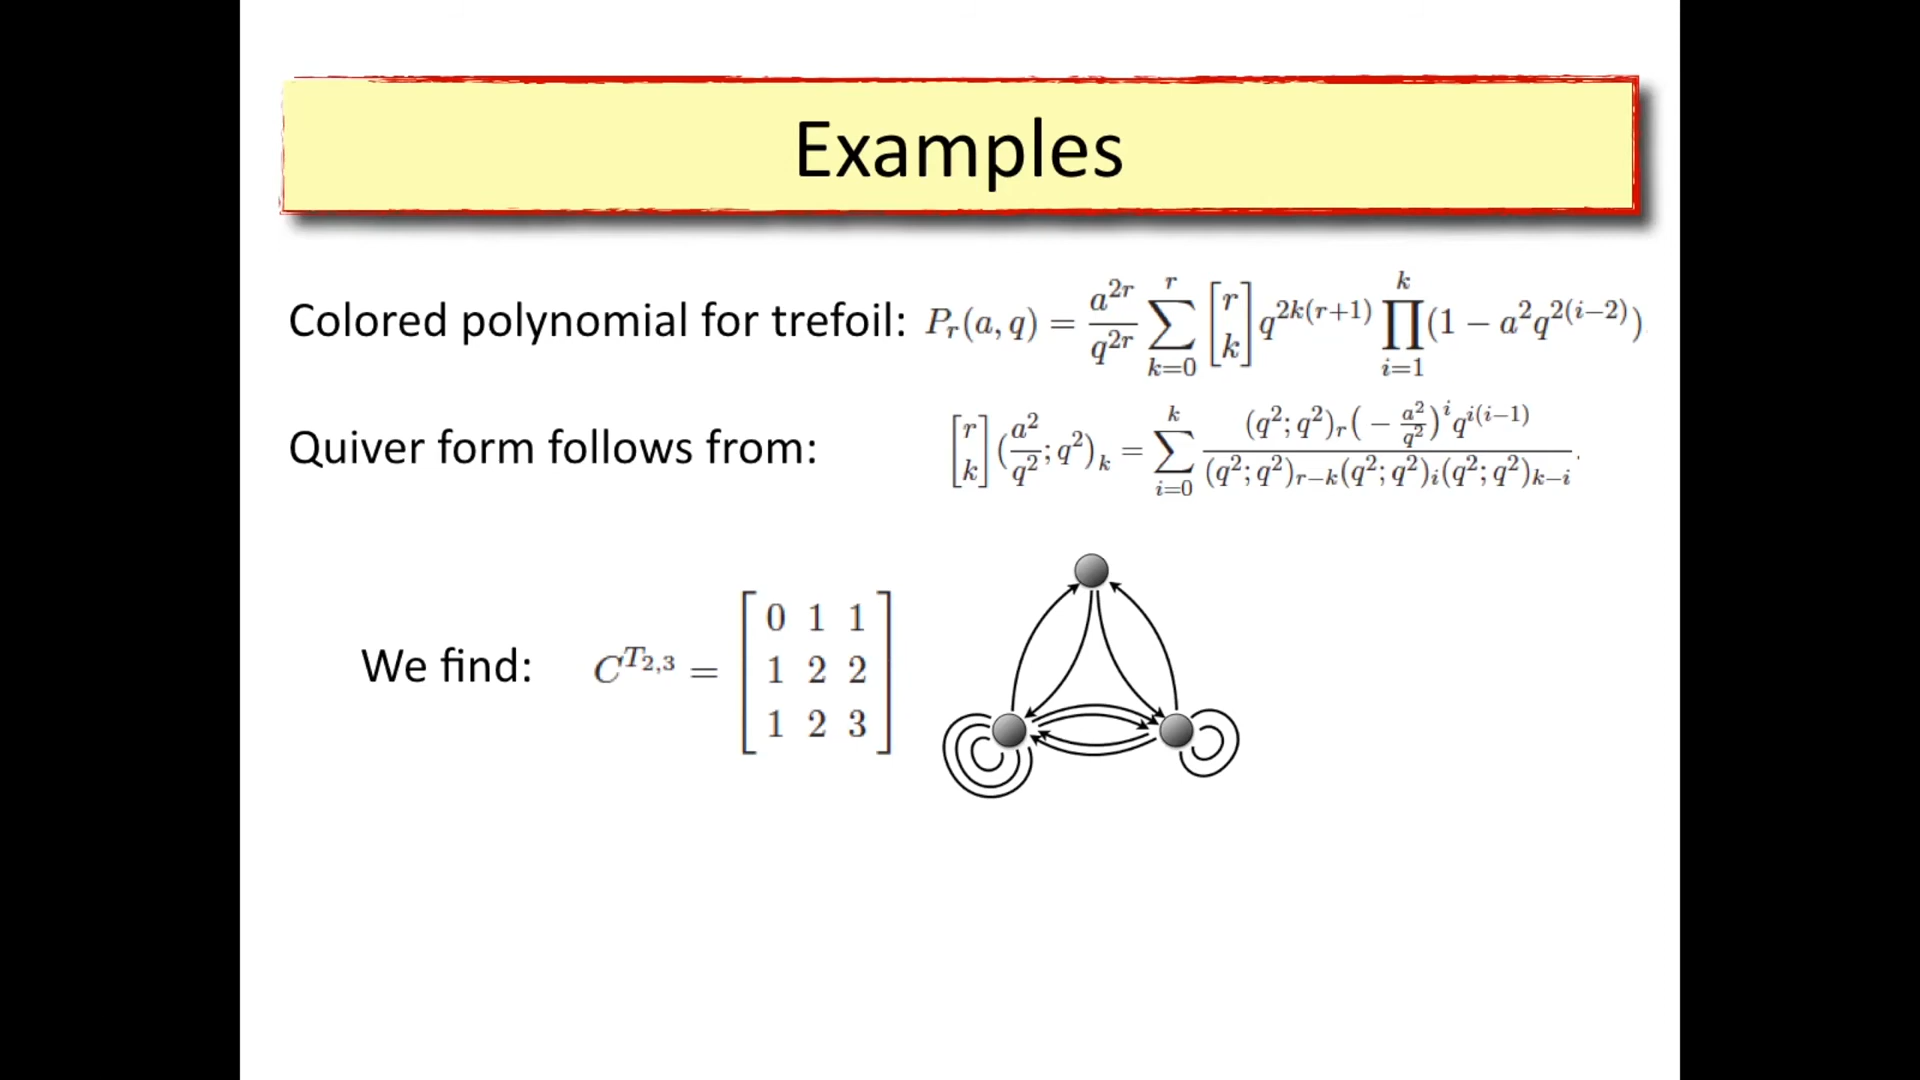 Examples
Colored polynomial for trefoil: $P_r(a,q) = \frac{a^{2r}}{q^{2r}} \sum_{k=0}^{r} \begin{bmatrix} r \\ k \end{bmatrix} q^{2k(r+1)} \prod_{i=1}^{k} (1 - a^2 q^{2(i-2)})$
Quiver form follows from: $\begin{bmatrix} r \\ k \end{bmatrix} (\frac{a^2}{q^2}; q^2)_k = \sum_{i=0}^{k} \frac{(q^2;q^2)_r (-\frac{a^2}{q^2})^i q^{i(i-1)}}{(q^2;q^2)_{r-k} (q^2;q^2)_i (q^2;q^2)_{k-i}}.$
We find: $C^{T_{2,3}} = \begin{bmatrix} 0 & 1 & 1 \\ 1 & 2 & 2 \\ 1 & 2 & 3 \end{bmatrix}$